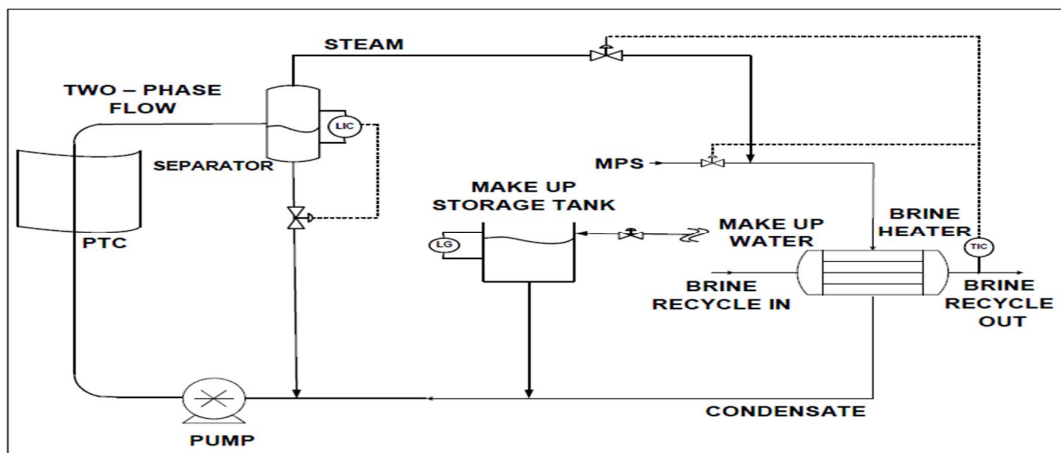 STEAM
TWO – PHASE
FLOW
LIC
SEPARATOR
PTC
MPS
MAKE UP
STORAGE TANK
LG
MAKE UP
WATER
BRINE
HEATER
TIC
BRINE
RECYCLE IN
BRINE
RECYCLE
OUT
CONDENSATE
PUMP